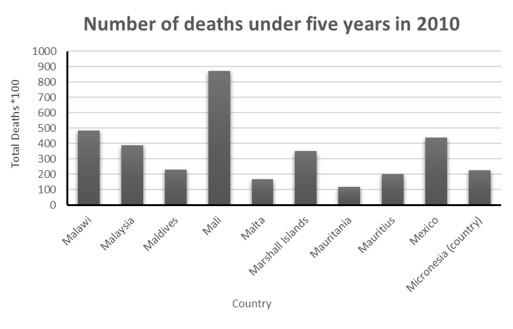 Number of deaths under five years in 2010
Total Deaths *100
1000
900
800
700
600
500
400
300
200
100
0
Malawi
Malaysia
Maldives
Mali
Malta
Marshall Islands
Mauritania
Mauritius
Mexico
Micronesia (country)
Country